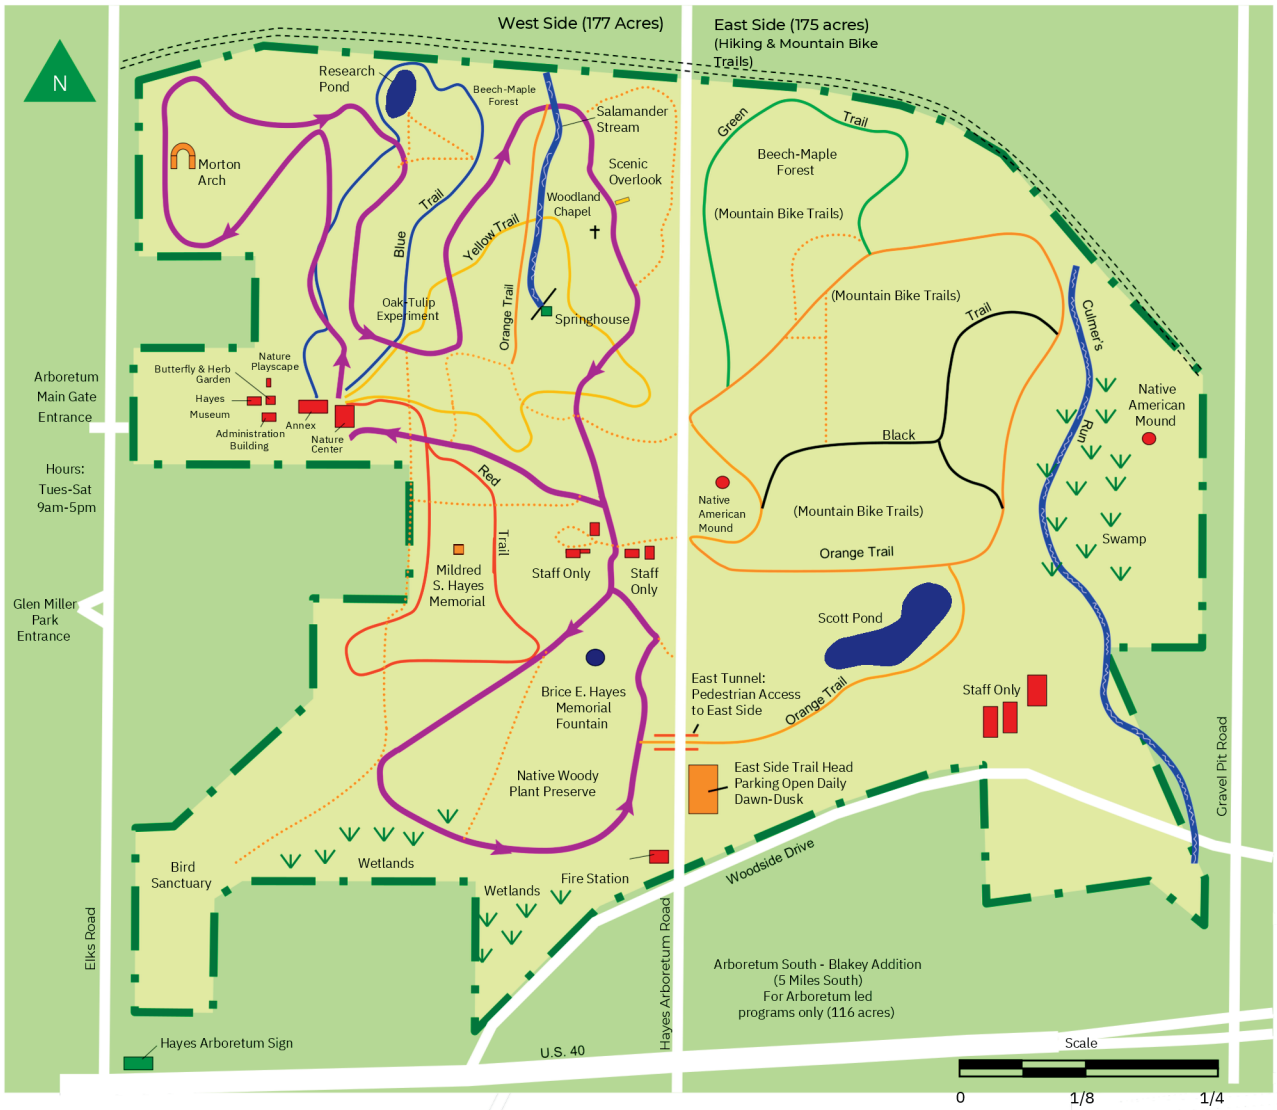 West Side (177 Acres)
East Side (175 acres)
(Hiking & Mountain Bike
Trails)
N
Research
Pond
Beech-Maple
Forest
Salamander
Stream
Morton
Arch
Scenic
Overlook
Woodland
Chapel
Trail
Blue
Yellow Trail
Oak-Tulip
Experiment
Orange Trail
Springhouse
Green
Trail
Beech-Maple
Forest
(Mountain Bike Trails)
(Mountain Bike Trails)
Trail
Culmer's
Run
Native
American
Mound
Arboretum
Main Gate
Entrance
Nature
Playscape
Butterfly & Herb
Garden
Hayes
Museum
Administration
Building
Annex
Nature
Center
Black
Hours:
Tues-Sat
9am-5pm
Red
Trail
Native
American
Mound
(Mountain Bike Trails)
Orange Trail
Swamp
Mildred
S. Hayes
Memorial
Staff Only
Staff
Only
Glen Miller
Park
Entrance
Scott Pond
Brice E. Hayes
Memorial
Fountain
East Tunnel:
Pedestrian Access
to East Side
Orange Trail
Staff Only
Gravel Pit Road
Native Woody
Plant Preserve
East Side Trail Head
Parking Open Daily
Dawn-Dusk
Bird
Sanctuary
Wetlands
Wetlands
Fire Station
Woodside Drive
Elks Road
Hayes Arboretum Road
Arboretum South - Blakey Addition
(5 Miles South)
For Arboretum led
programs only (116 acres)
Hayes Arboretum Sign
U.S. 40
Scale
0 1/8 1/4